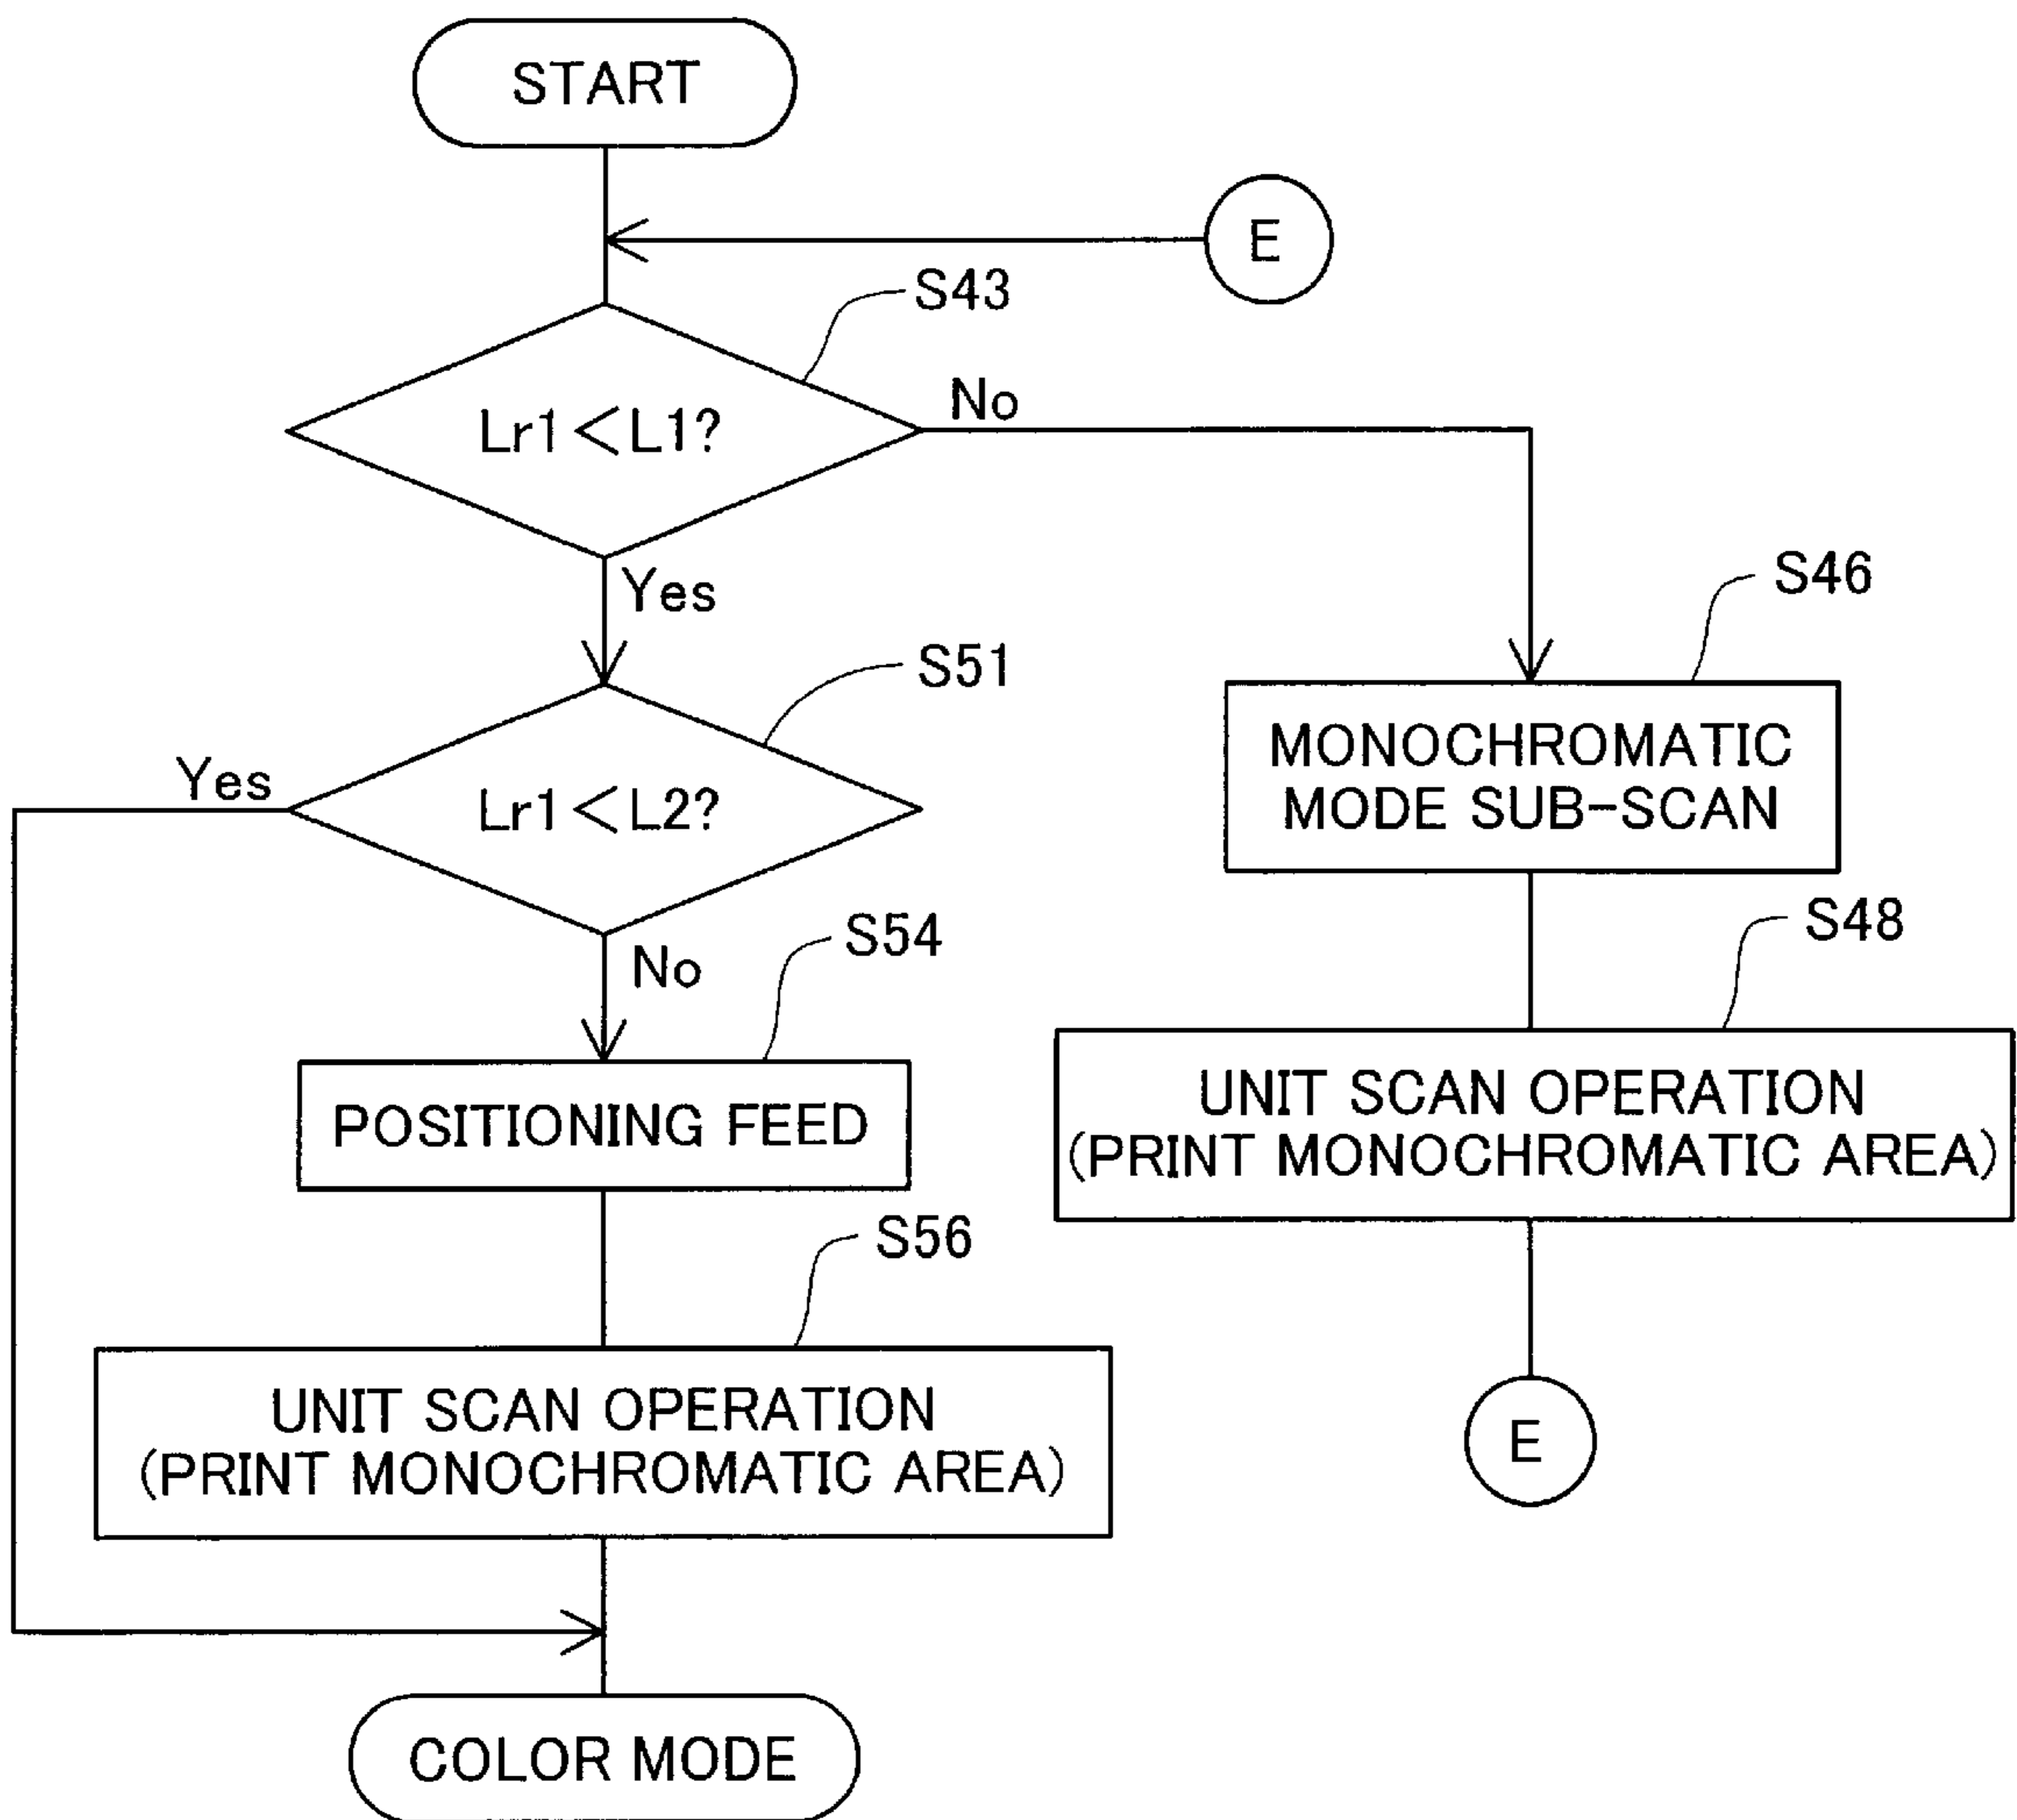 START
E
S43
Lr1<L1?
No
Yes
S46
S51
MONOCHROMATIC
MODE SUB-SCAN
Yes
Lr1<L2?
S48
S54
No
UNIT SCAN OPERATION
(PRINT MONOCHROMATIC AREA)
POSITIONING FEED
S56
UNIT SCAN OPERATION
(PRINT MONOCHROMATIC AREA)
E
COLOR MODE